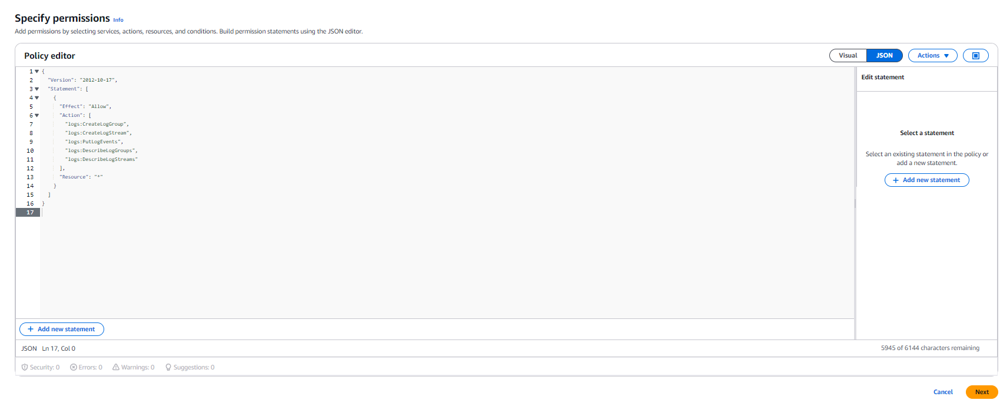 Specify permissions Info
Add permissions by selecting services, actions, resources, and conditions. Build permission statements using the JSON editor.
Policy editor
Visual JSON Actions
1 {
2 "Version": "2012-10-17",
3 "Statement": [
4 {
5 "Effect": "Allow",
6 "Action": [
7 "logs:CreateLogGroup",
8 "logs:CreateLogStream",
9 "logs:PutLogEvents",
10 "logs:DescribeLogGroups",
11 "logs:DescribeLogStreams"
12 ],
13 "Resource": "*"
14 }
15 ]
16 }
17
Edit statement
Select a statement
Select an existing statement in the policy or
add a new statement.
+ Add new statement
+ Add new statement
JSON Ln 17, Col 0
5945 of 6144 characters remaining
Security: 0 Errors: 0 Warnings: 0 Suggestions: 0
Cancel Next